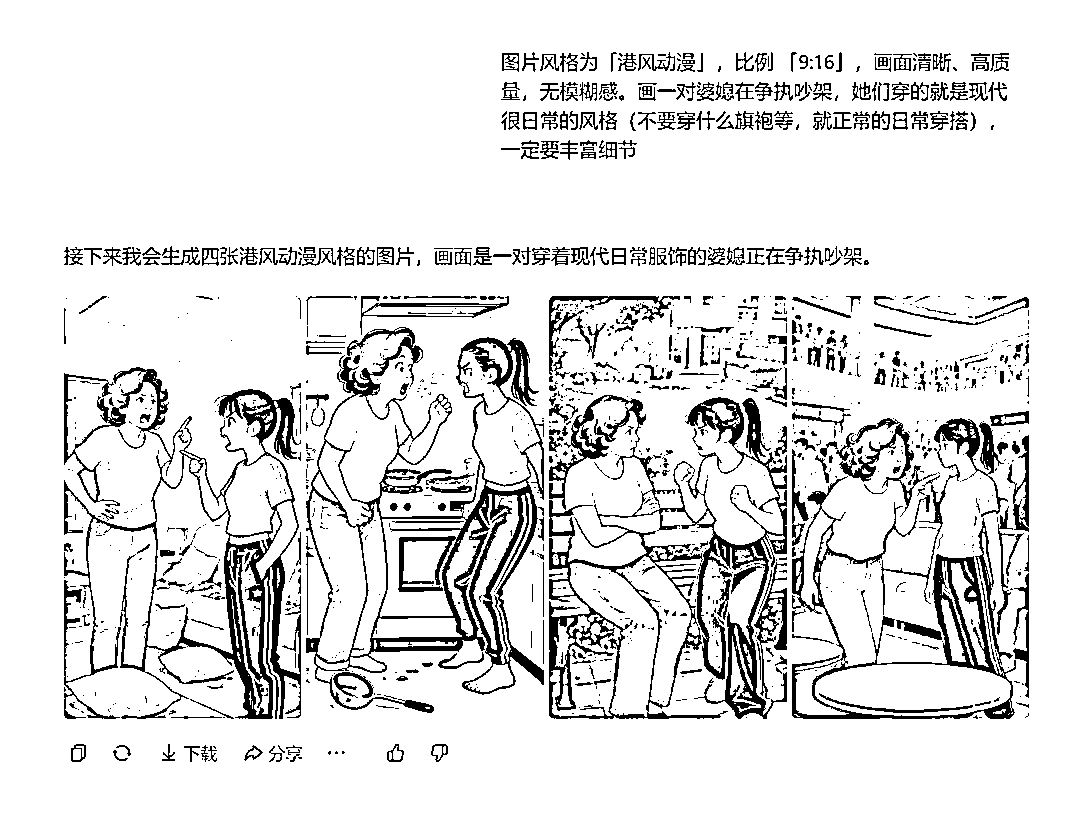 图片风格为「港风动漫」，比例「9:16」，画面清晰、高质
量，无模糊感。画一对婆媳在争执吵架，她们穿的就是现代
很日常的风格（不要穿什么旗袍等，就正常的日常穿搭），
一定要丰富细节
接下来我会生成四张港风动漫风格的图片，画面是一对穿着现代日常服饰的婆媳正在争执吵架。
下载 分享